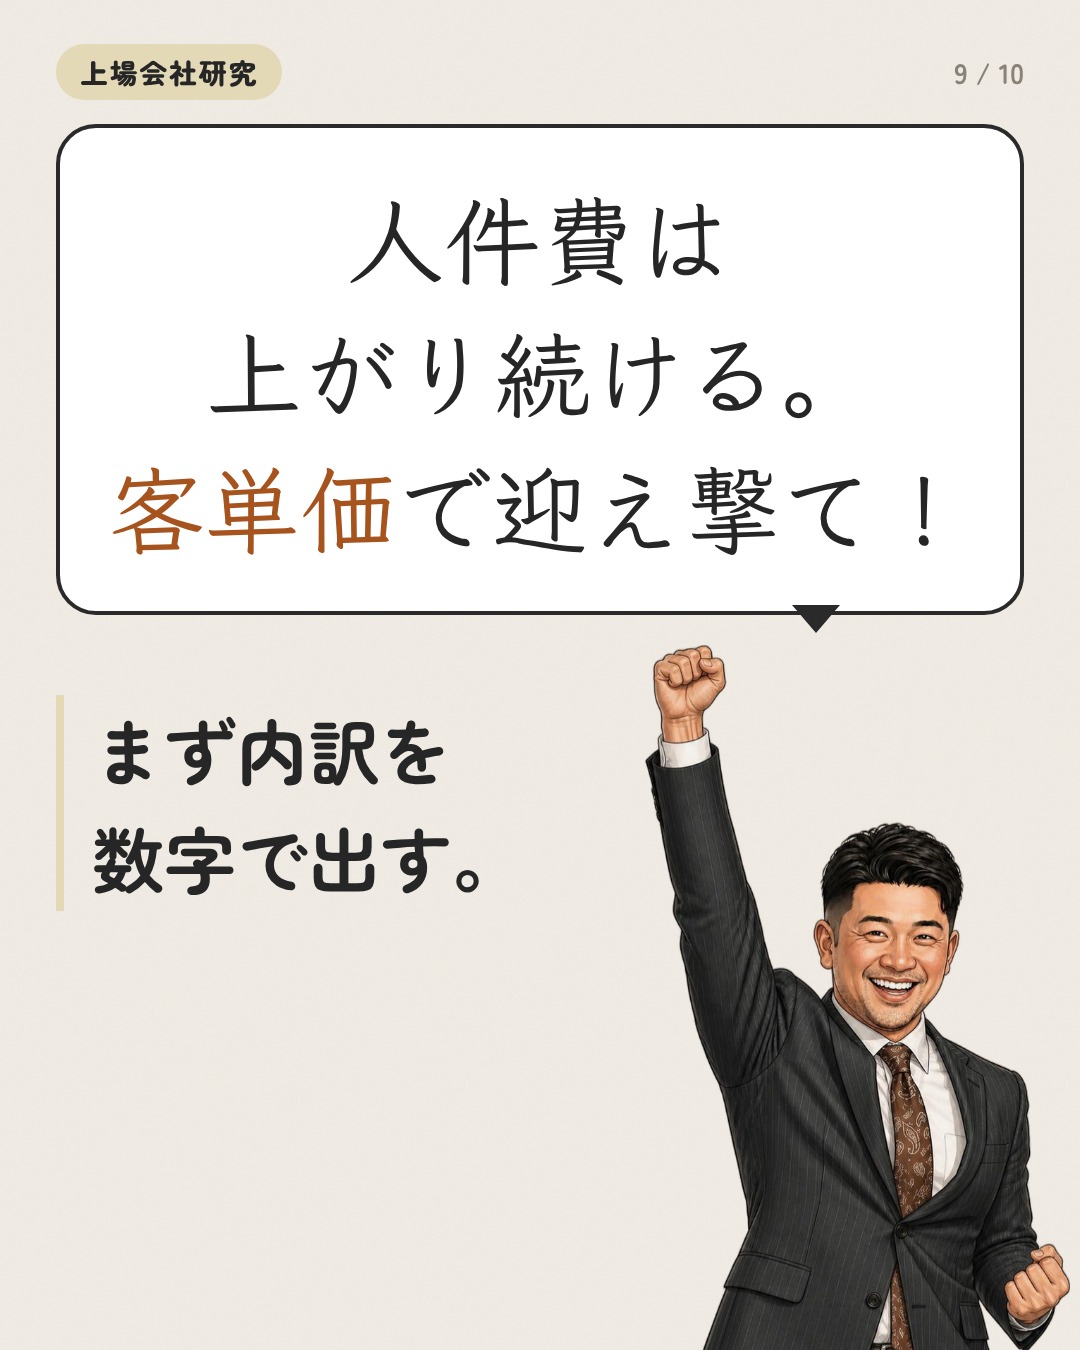 上場会社研究
9 / 10
人件費は
上がり続ける。
客単価で迎え撃て！
まず内訳を
数字で出す。